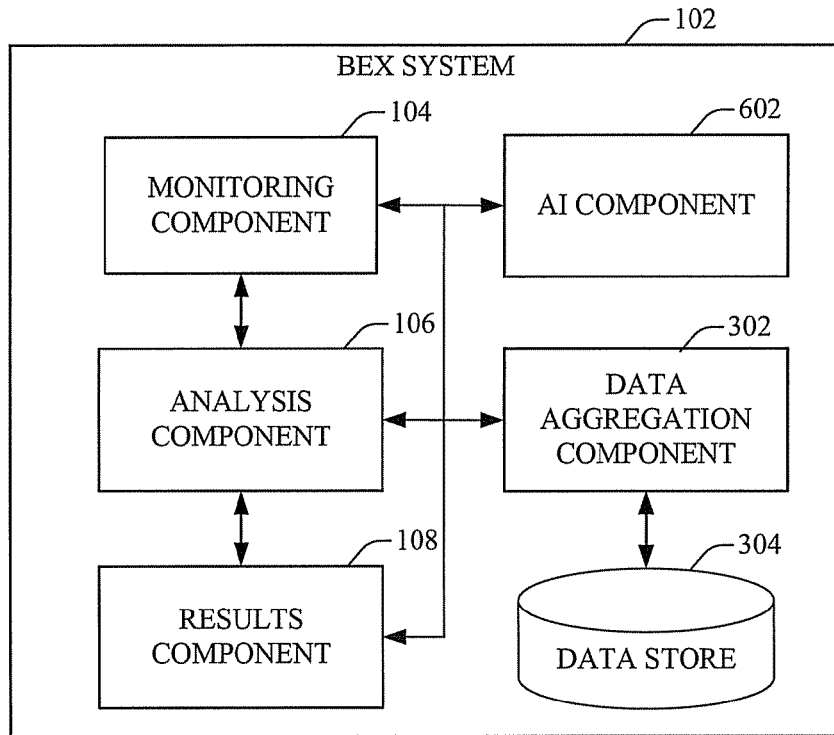 102
BEX SYSTEM
104
MONITORING
COMPONENT
602
AI COMPONENT
106
ANALYSIS
COMPONENT
302
DATA
AGGREGATION
COMPONENT
108
RESULTS
COMPONENT
304
DATA STORE